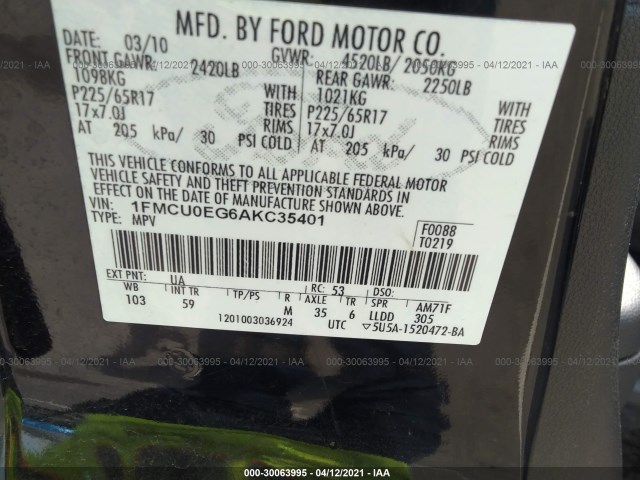 000-30063995 - 04/12/2021 - IAA
MFD. BY FORD MOTOR CO.
DATE: 03/10 GVWR: 4520LB/ 2050KG
FRONT GAWR: 2420LB REAR GAWR: 2250LB
1098KG WITH 1021KG WITH
P225/65R17 TIRES P225/65R17 TIRES
17x7.0J RIMS 17x7.0J RIMS
AT 205 kPa/ 30 PSI COLD AT 205 kPa/ 30 PSI COLD
THIS VEHICLE CONFORMS TO ALL APPLICABLE FEDERAL MOTOR
VEHICLE SAFETY AND THEFT PREVENTION STANDARDS IN
EFFECT ON THE DATE OF MANUFACTURE SHOWN ABOVE.
VIN: 1FMCU0EG6AKC35401 F0088
TYPE: MPV T0219
EXT PNT: UA RC: 53 DSO:
WB INT TR TP/PS R AXLE TR SPR AM71F
103 59 M 35 6 LLDD 305
1201003036924 UTC 5U5A-1520472-BA
000-30063995 - 04/12/2021 - IAA
000-30063995 - 04/12/2021 - IAA
000-30063995 - 04/12/2021 - IAA
000-30063995 - 04/12/2021 - IAA